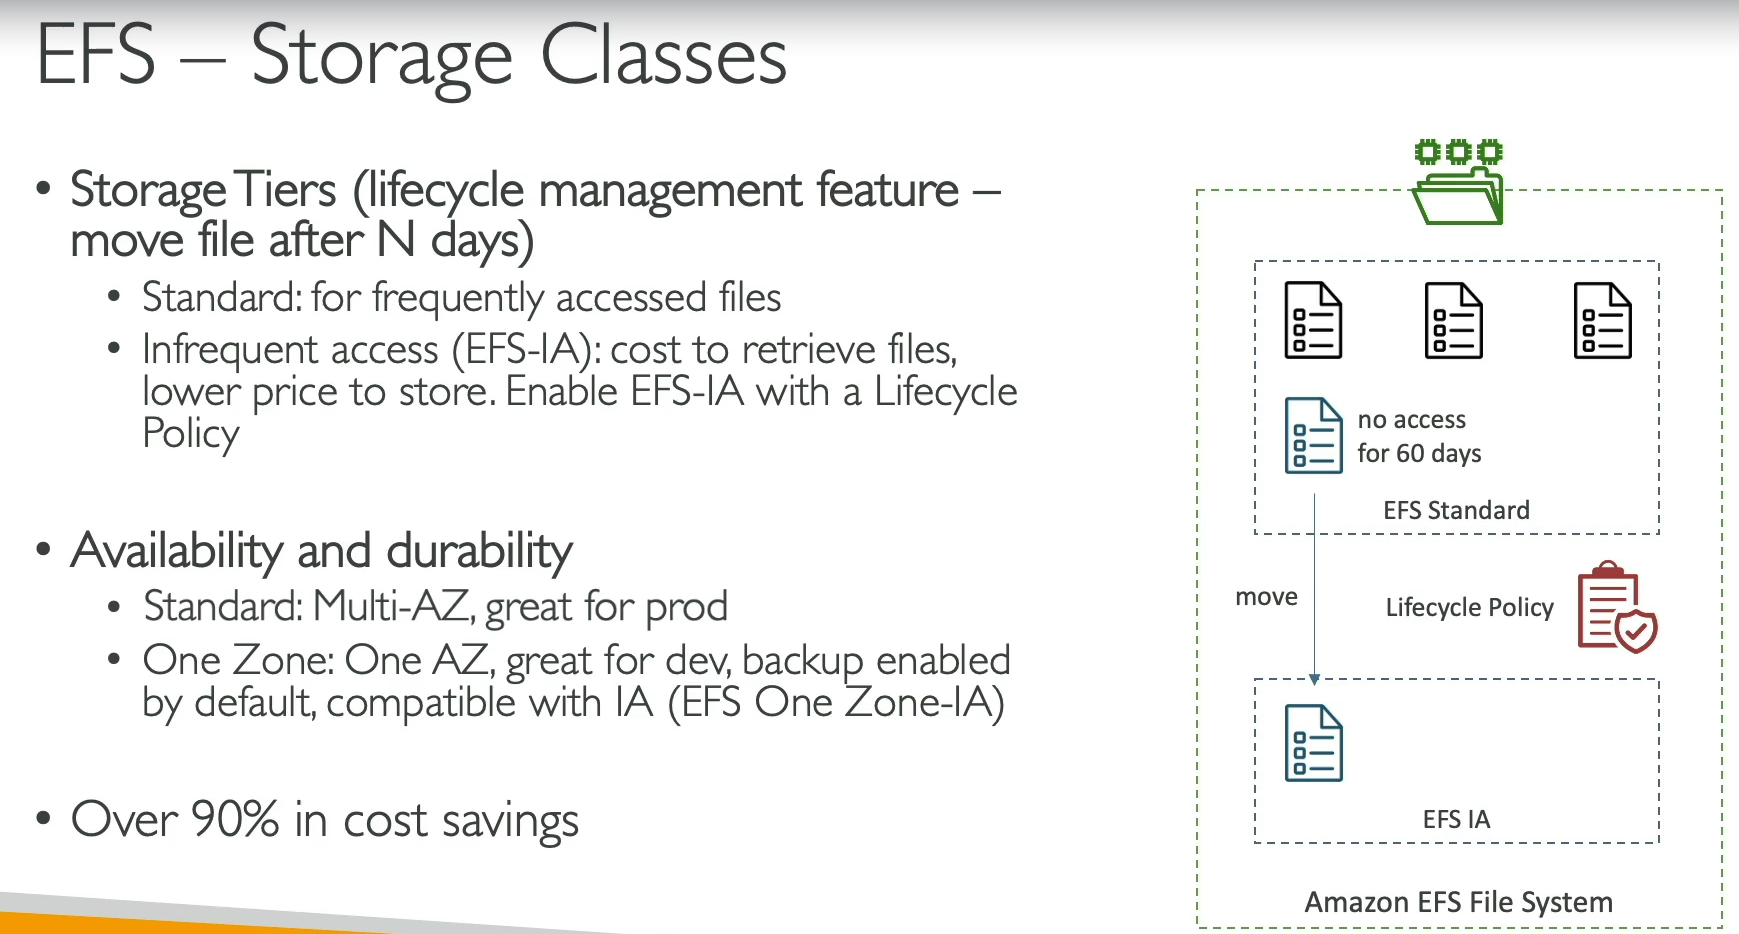 EFS – Storage Classes
• Storage Tiers (lifecycle management feature –
move file after N days)
• Standard: for frequently accessed files
• Infrequent access (EFS-IA): cost to retrieve files,
lower price to store. Enable EFS-IA with a Lifecycle
Policy
• Availability and durability
• Standard: Multi-AZ, great for prod
• One Zone: One AZ, great for dev, backup enabled
by default, compatible with IA (EFS One Zone-IA)
• Over 90% in cost savings
no access
for 60 days
EFS Standard
move
Lifecycle Policy
EFS IA
Amazon EFS File System